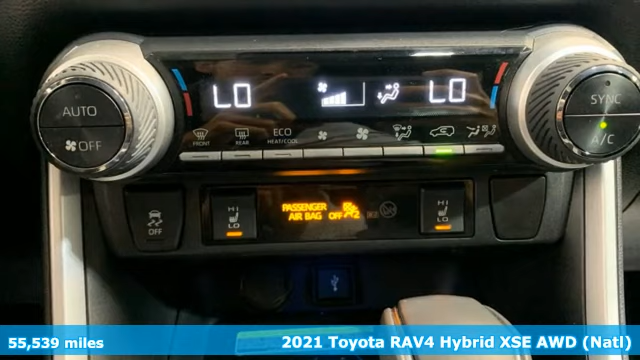 LO LO
AUTO
OFF
SYNC
A/C
FRONT REAR ECO HEAT/COOL
HI LO
PASSENGER
AIR BAG OFF 2
HI LO
OFF
55,539 miles 2021 Toyota RAV4 Hybrid XSE AWD (Natl)